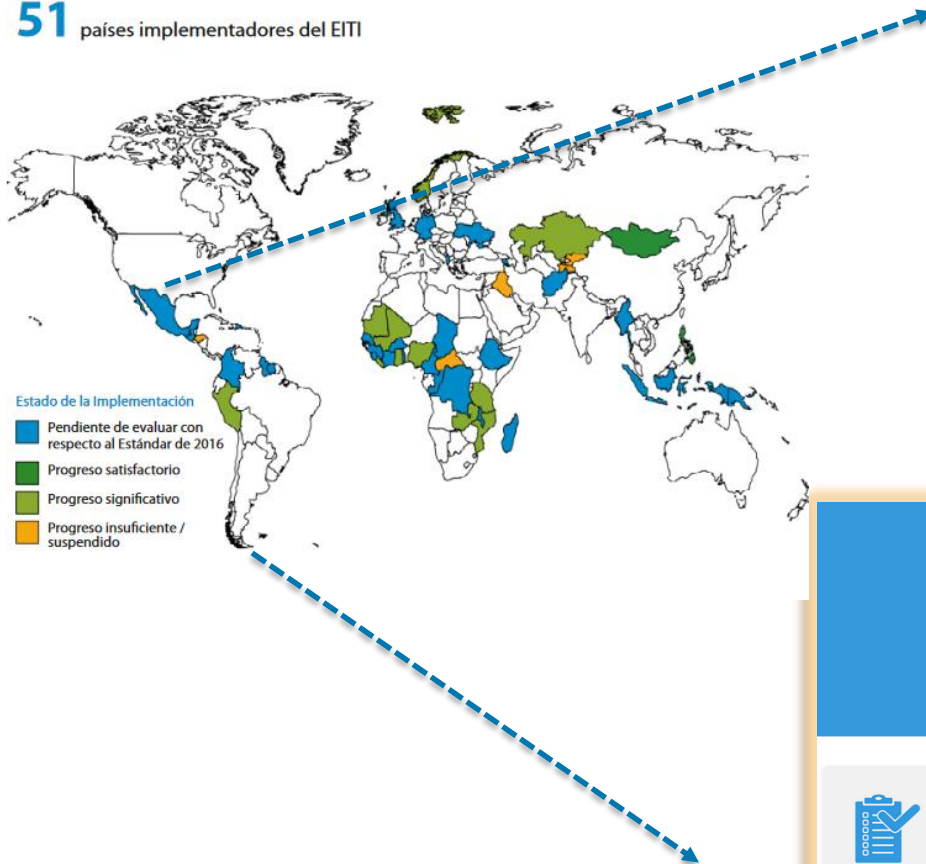 51 países implementadores del EITI
Estado de la Implementación
Pendiente de evaluar con
respecto al Estándar de 2016
Progreso satisfactorio
Progreso significativo
Progreso insuficiente /
suspendido